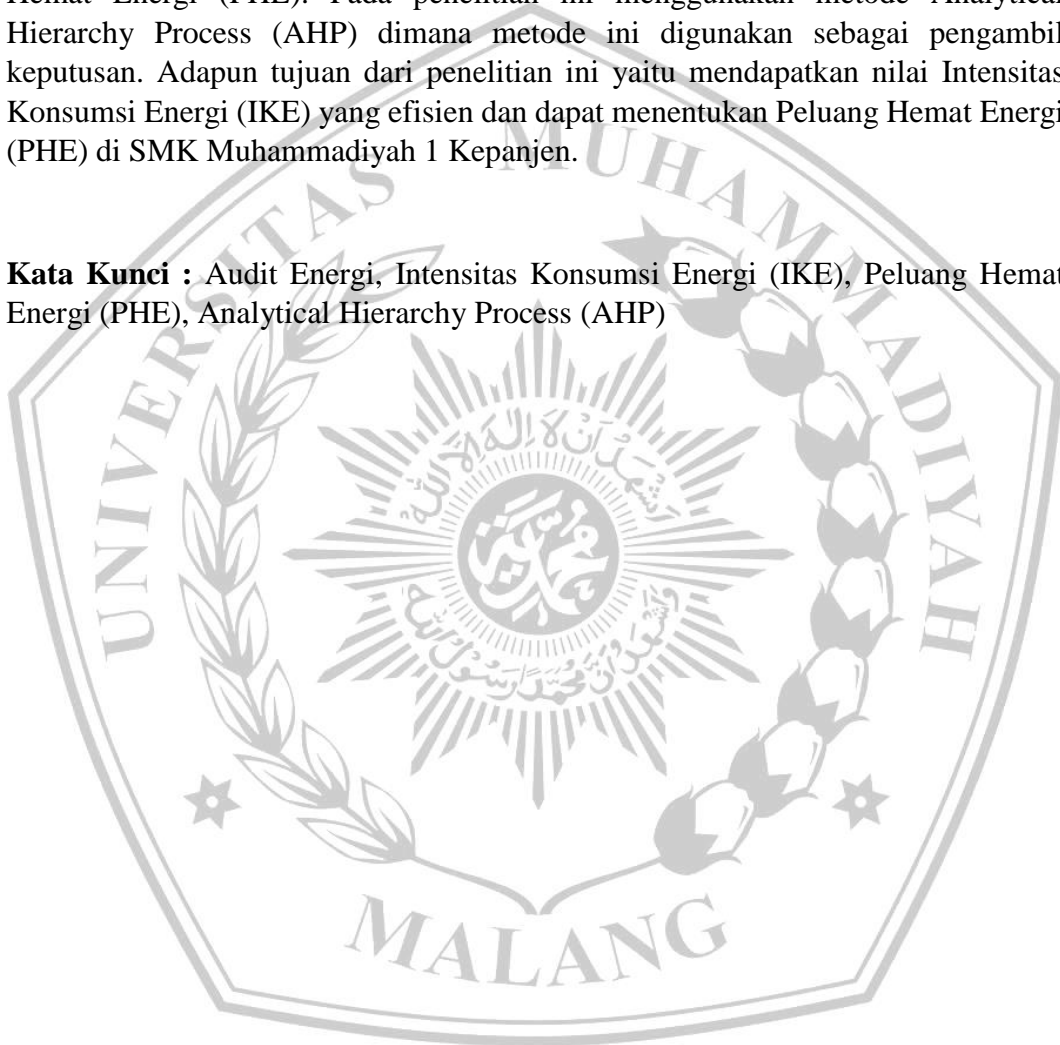 Hemat Energi (PHE). Pada penelitian ini menggunakan metode Analytical
Hierarchy Process (AHP) dimana metode ini digunakan sebagai pengambil
keputusan. Adapun tujuan dari penelitian ini yaitu mendapatkan nilai Intensitas
Konsumsi Energi (IKE) yang efisien dan dapat menentukan Peluang Hemat Energi
(PHE) di SMK Muhammadiyah 1 Kepanjen.
Kata Kunci : Audit Energi, Intensitas Konsumsi Energi (IKE), Peluang Hemat
Energi (PHE), Analytical Hierarchy Process (AHP)
UNIVERSITAS MUHAMMADIYAH
MALANG